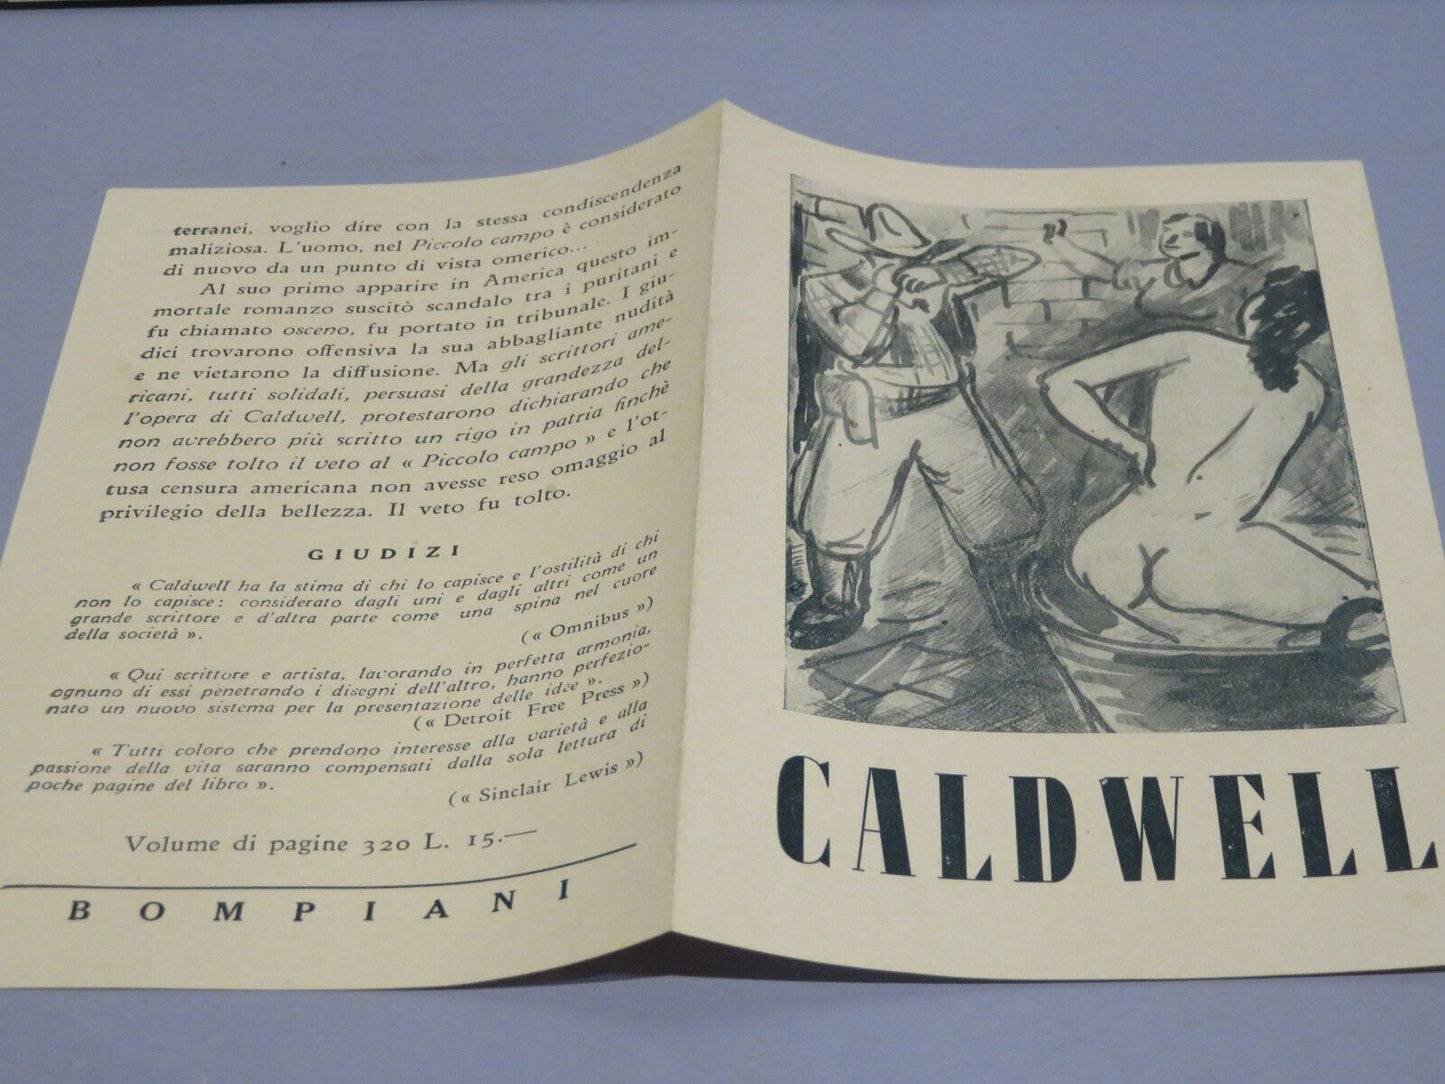 terranei, voglio dire con la stessa condiscendenza
maliziosa. L'uomo, nel Piccolo campo è considerato
di nuovo da un punto di vista omerico...
Al suo primo apparire in America questo im-
mortale romanzo suscitò scandalo tra i puritani e
fu chiamato osceno, fu portato in tribunale. I giu-
dici trovarono offensiva la sua abbagliante nudità
e ne vietarono la diffusione. Ma gli scrittori ame-
ricani, tutti solidali, persuasi della grandezza del-
l'opera di Caldwell, protestarono dichiarando che
non avrebbero più scritto un rigo in patria finchè
non fosse tolto il veto al « Piccolo campo » e l'ot-
tusa censura americana non avesse reso omaggio al
privilegio della bellezza. Il veto fu tolto.
GIUDIZI
« Caldwell ha la stima di chi lo capisce e l'ostilità di chi
non lo capisce: considerato dagli uni e dagli altri come un
grande scrittore e d'altra parte come una spina nel cuore
della società ».
(« Omnibus »)
« Qui scrittore e artista, lavorando in perfetta armonia,
ognuno di essi penetrando i disegni dell'altro, hanno perfezio-
nato un nuovo sistema per la presentazione delle idee ».
(« Detroit Free Press »)
« Tutti coloro che prendono interesse alla varietà e alla
passione della vita saranno compensati dalla sola lettura di
poche pagine del libro ».
(« Sinclair Lewis »)
Volume di pagine 320 L. 15.—
BOMPIANI
CALDWELL